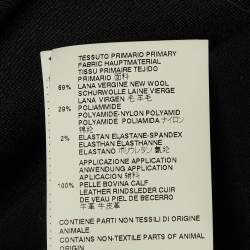 TESSUTO PRIMARIO PRIMARY
FABRIC HAUPTMATERIAL
TISSU PRIMAIRE TEJIDO
PRIMARIO 面料
69% LANA VERGINE NEW WOOL
SCHURWOLLE LAINE VIERGE
LANA VIRGEN 毛 羊毛
29% POLIAMMIDE
POLYAMIDE-NYLON POLYAMID
POLYAMIDE POLIAMIDA ナイロン
锦纶
2% ELASTAN ELASTANE-SPANDEX
ELASTHAN ELASTHANNE
ELASTANO ポリウレタン 氨纶
APPLICAZIONE APPLICATION
ANWENDUNG APPLICATION
APLICACION
100% PELLE BOVINA CALF
LEATHER RINDSLEDER CUIR
DE VEAU PIEL DE BECERRO
牛革 牛皮革
CONTIENE PARTI NON TESSILI DI ORIGINE
ANIMALE
CONTAINS NON-TEXTILE PARTS OF ANIMAL
ORIGIN